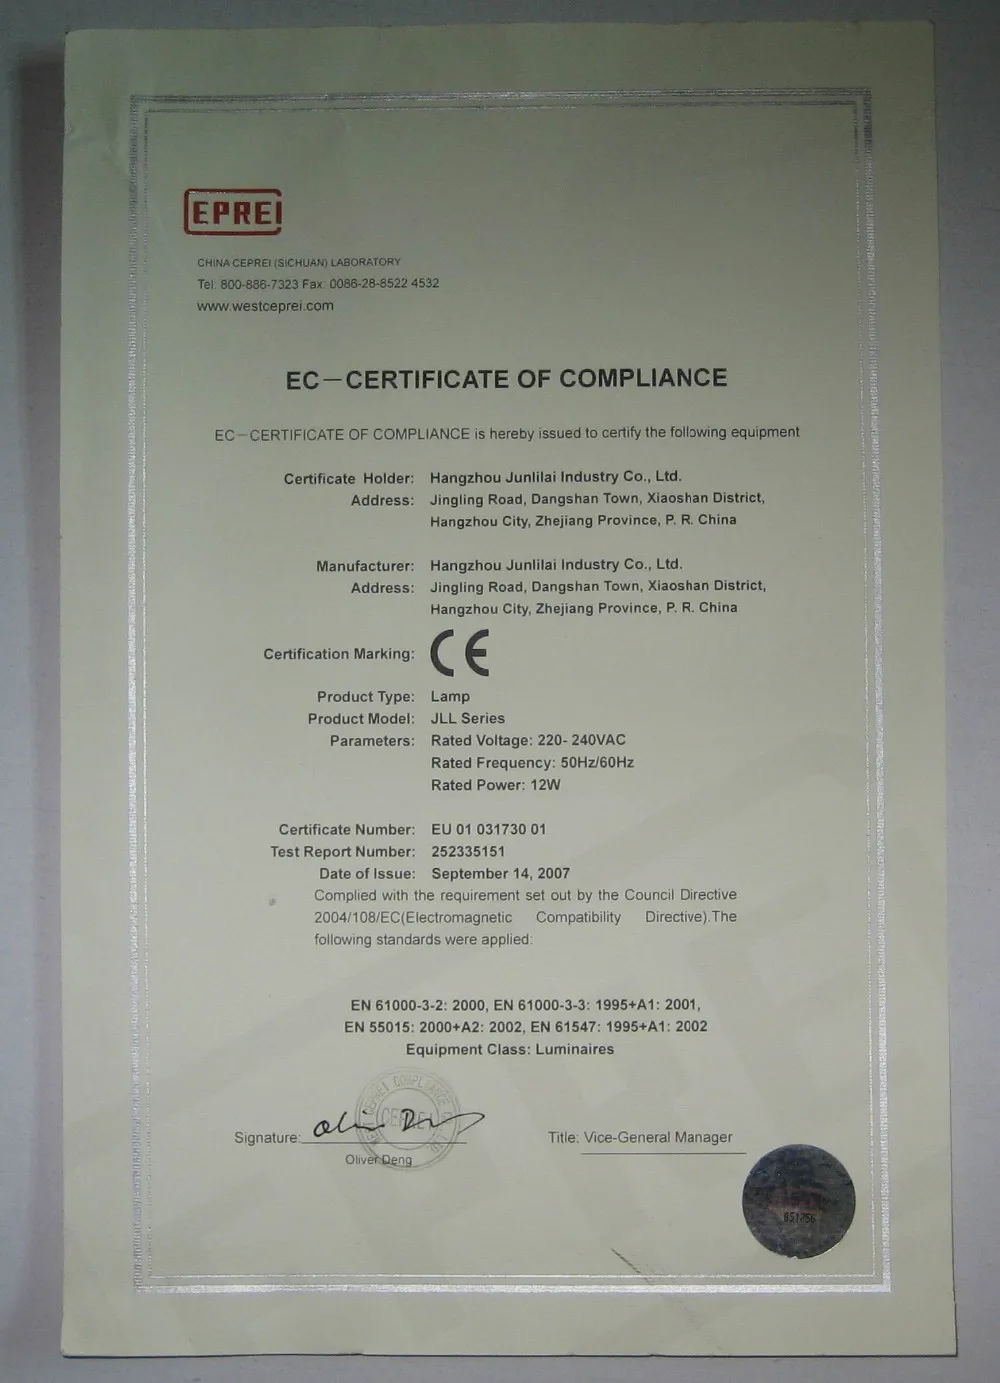 CEPREI
CHINA CEPREI (SICHUAN) LABORATORY
Tel: 800-886-7323 Fax: 0086-28-8522 4532
www.westceprei.com
EC—CERTIFICATE OF COMPLIANCE
EC—CERTIFICATE OF COMPLIANCE is hereby issued to certify the following equipment
Certificate Holder: Hangzhou Junlilai Industry Co., Ltd.
Address: Jingling Road, Dangshan Town, Xiaoshan District,
Hangzhou City, Zhejiang Province, P. R. China
Manufacturer: Hangzhou Junlilai Industry Co., Ltd.
Address: Jingling Road, Dangshan Town, Xiaoshan District,
Hangzhou City, Zhejiang Province, P. R. China
Certification Marking: CE
Product Type: Lamp
Product Model: JLL Series
Parameters: Rated Voltage: 220- 240VAC
Rated Frequency: 50Hz/60Hz
Rated Power: 12W
Certificate Number: EU 01 031730 01
Test Report Number: 252335151
Date of Issue: September 14, 2007
Complied with the requirement set out by the Council Directive
2004/108/EC(Electromagnetic Compatibility Directive).The
following standards were applied:
EN 61000-3-2: 2000, EN 61000-3-3: 1995+A1: 2001,
EN 55015: 2000+A2: 2002, EN 61547: 1995+A1: 2002
Equipment Class: Luminaires
CEPREI COMPLIANCE
CEPREI
Signature: Oliver Deng Title: Vice-General Manager
Oliver Deng
851756